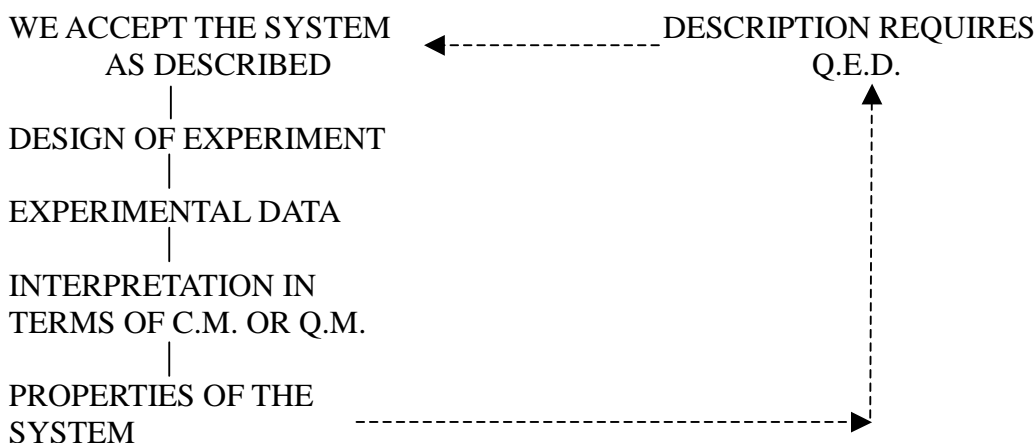 WE ACCEPT THE SYSTEM
AS DESCRIBED
DESCRIPTION REQUIRES
Q.E.D.
DESIGN OF EXPERIMENT
EXPERIMENTAL DATA
INTERPRETATION IN
TERMS OF C.M. OR Q.M.
PROPERTIES OF THE
SYSTEM